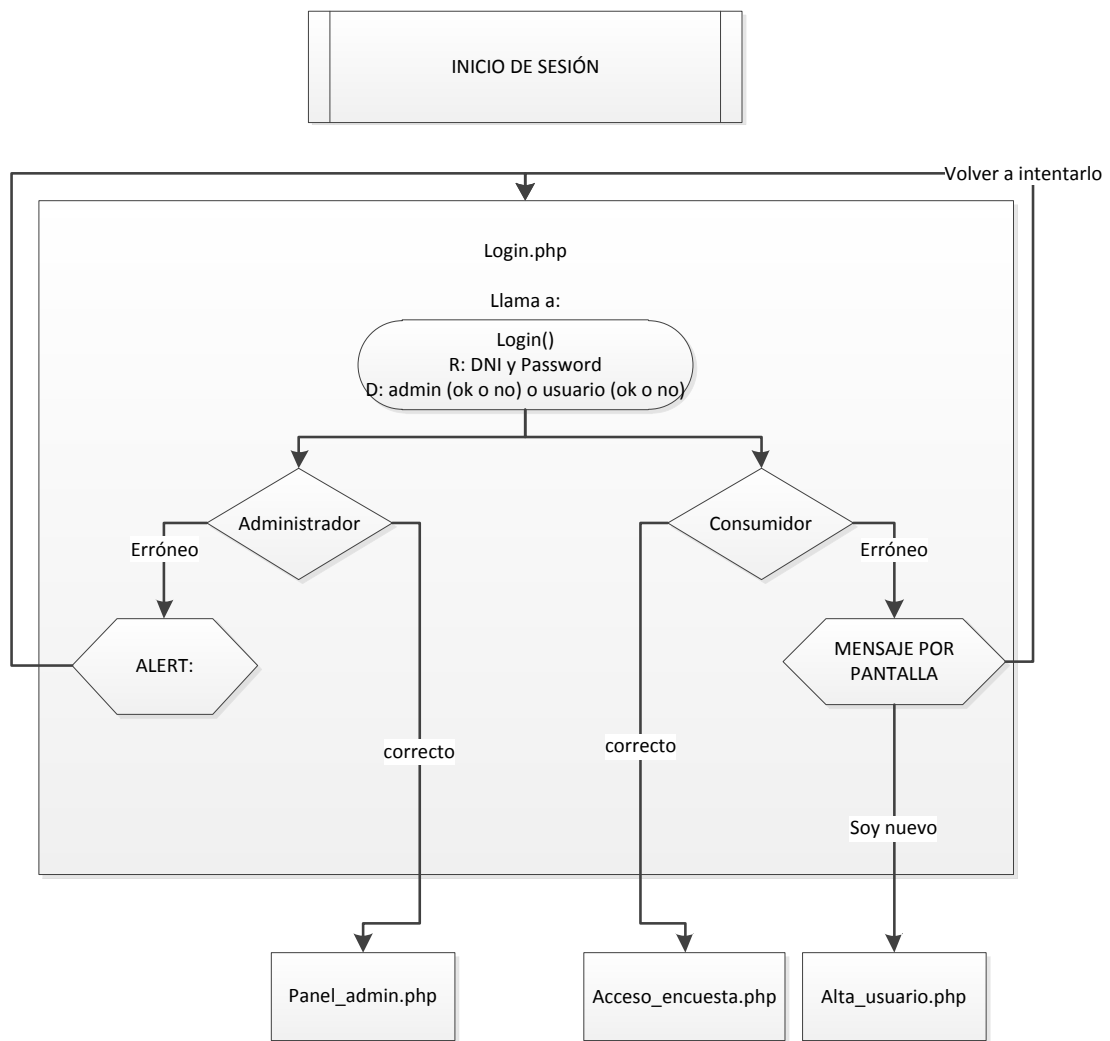 INICIO DE SESIÓN
Volver a intentarlo
Login.php
Llama a:
Login()
R: DNI y Password
D: admin (ok o no) o usuario (ok o no)
Administrador
Consumidor
Erróneo
Erróneo
ALERT:
MENSAJE POR
PANTALLA
correcto
correcto
Soy nuevo
Panel_admin.php
Acceso_encuesta.php
Alta_usuario.php